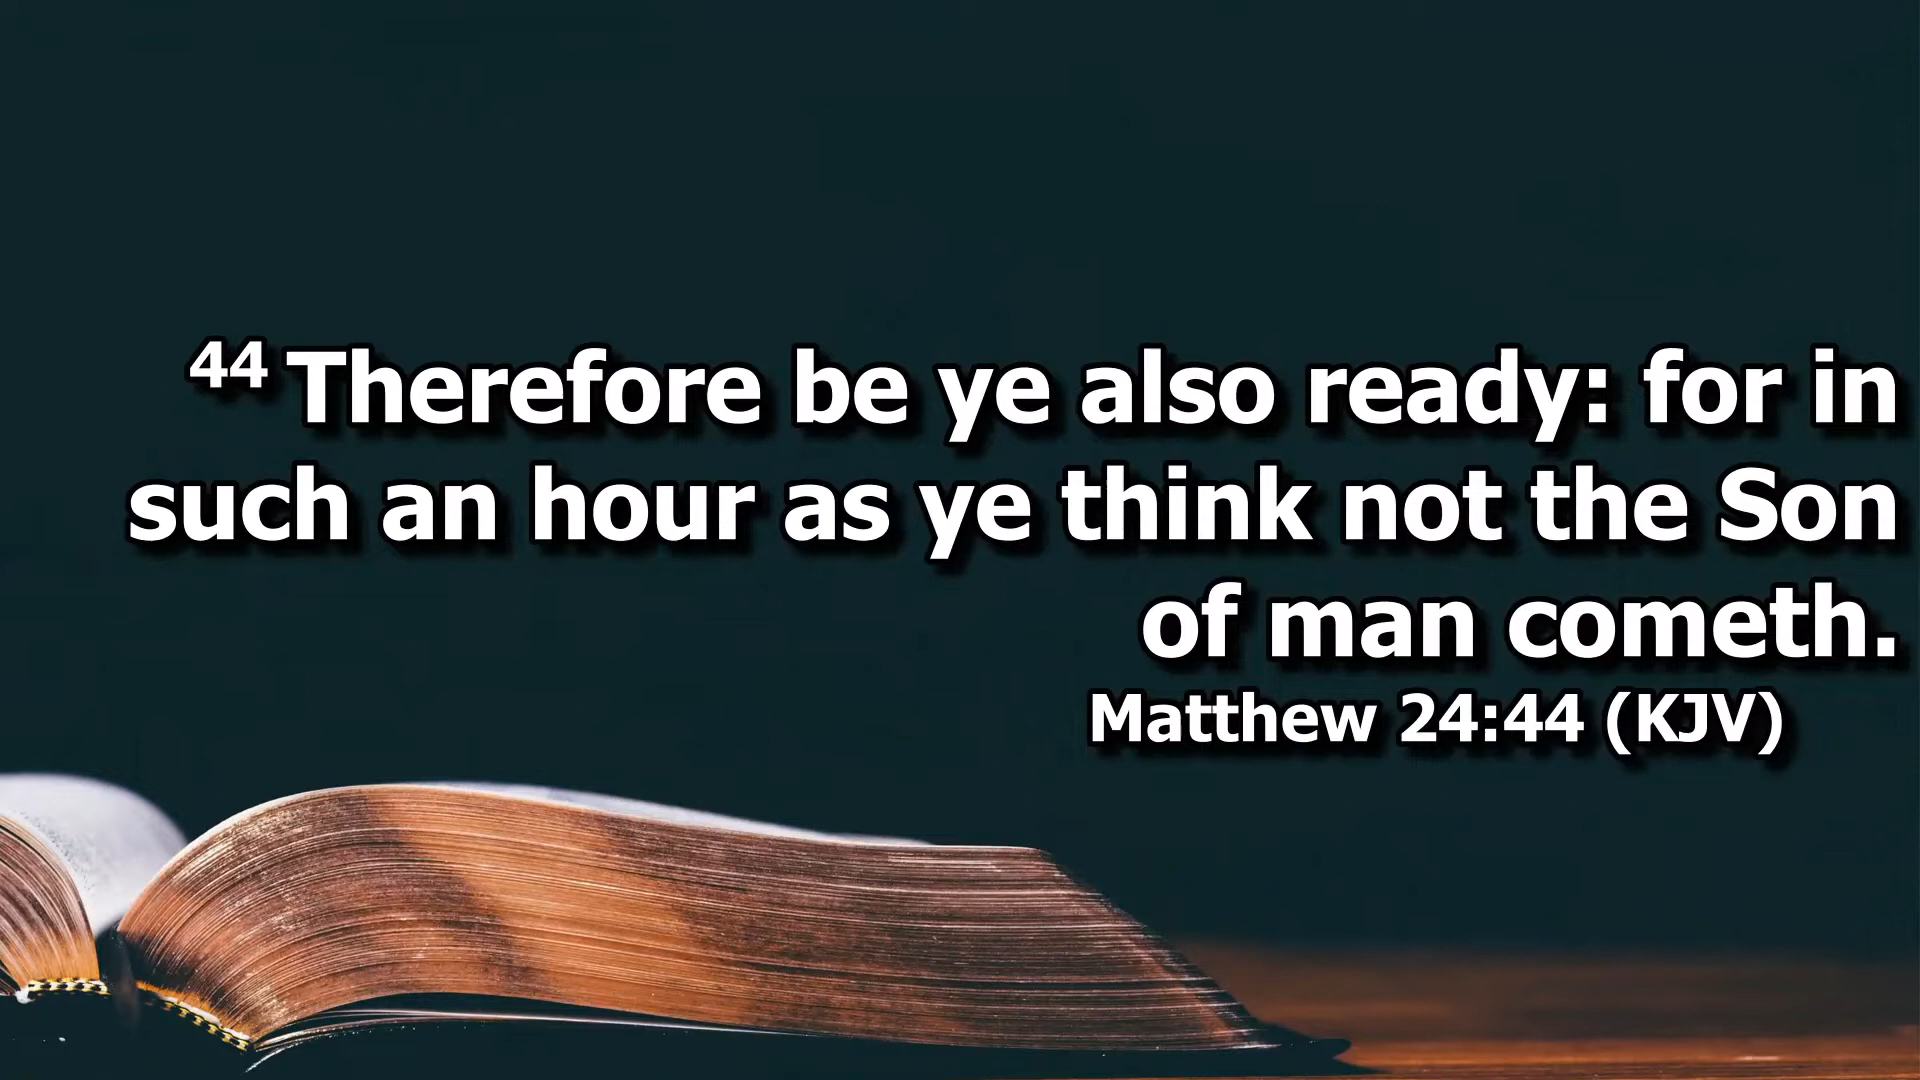 44 Therefore be ye also ready: for in
such an hour as ye think not the Son
of man cometh.
Matthew 24:44 (KJV)